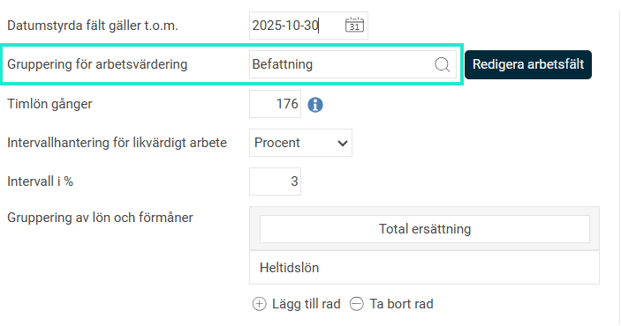 Datumstyrda fält gäller t.o.m. 2025-10-30 31
Gruppering för arbetsvärdering Befattning Redigera arbetsfält
Timlön gånger 176 i
Intervallhantering för likvärdigt arbete Procent
Intervall i % 3
Gruppering av lön och förmåner Total ersättning
Heltidslön
Lägg till rad Ta bort rad